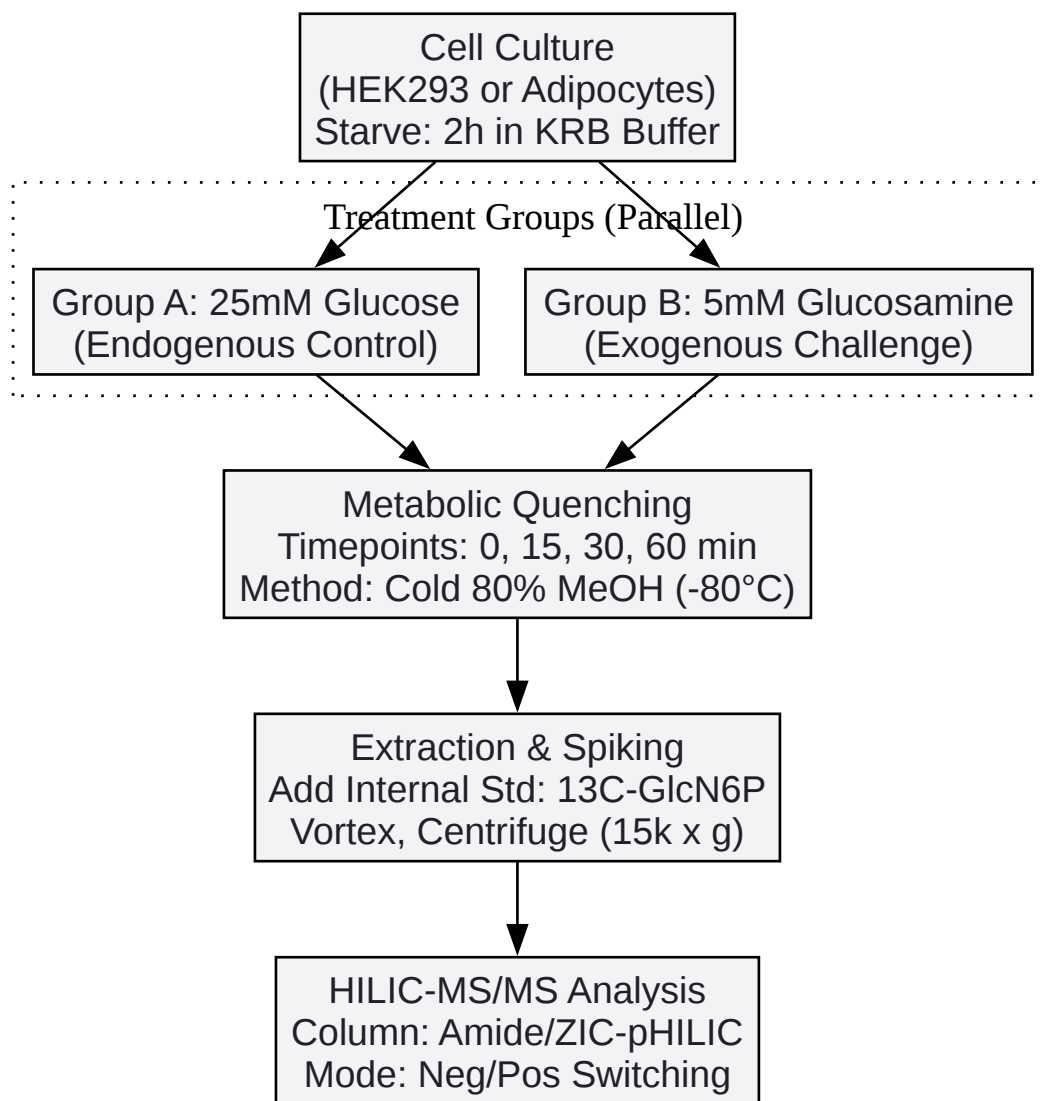 Cell Culture
(HEK293 or Adipocytes)
Starve: 2h in KRB Buffer
Treatment Groups (Parallel)
Group A: 25mM Glucose
(Endogenous Control)
Group B: 5mM Glucosamine
(Exogenous Challenge)
Metabolic Quenching
Timepoints: 0, 15, 30, 60 min
Method: Cold 80% MeOH (-80°C)
Extraction & Spiking
Add Internal Std: 13C-GlcN6P
Vortex, Centrifuge (15k x g)
HILIC-MS/MS Analysis
Column: Amide/ZIC-pHILIC
Mode: Neg/Pos Switching